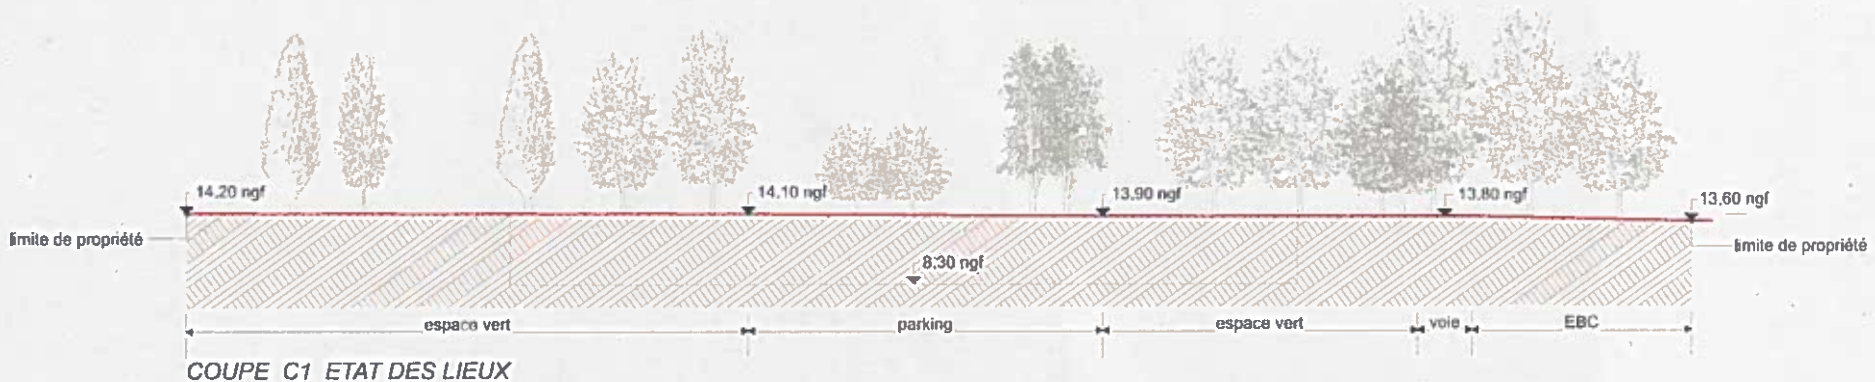 14.20 ngf
14.10 ngf
13.90 ngf
13.80 ngf
13.60 ngf
limite de propriété
limite de propriété
8.30 ngf
espace vert
parking
espace vert
voie
EBC
COUPE C1 ETAT DES LIEUX